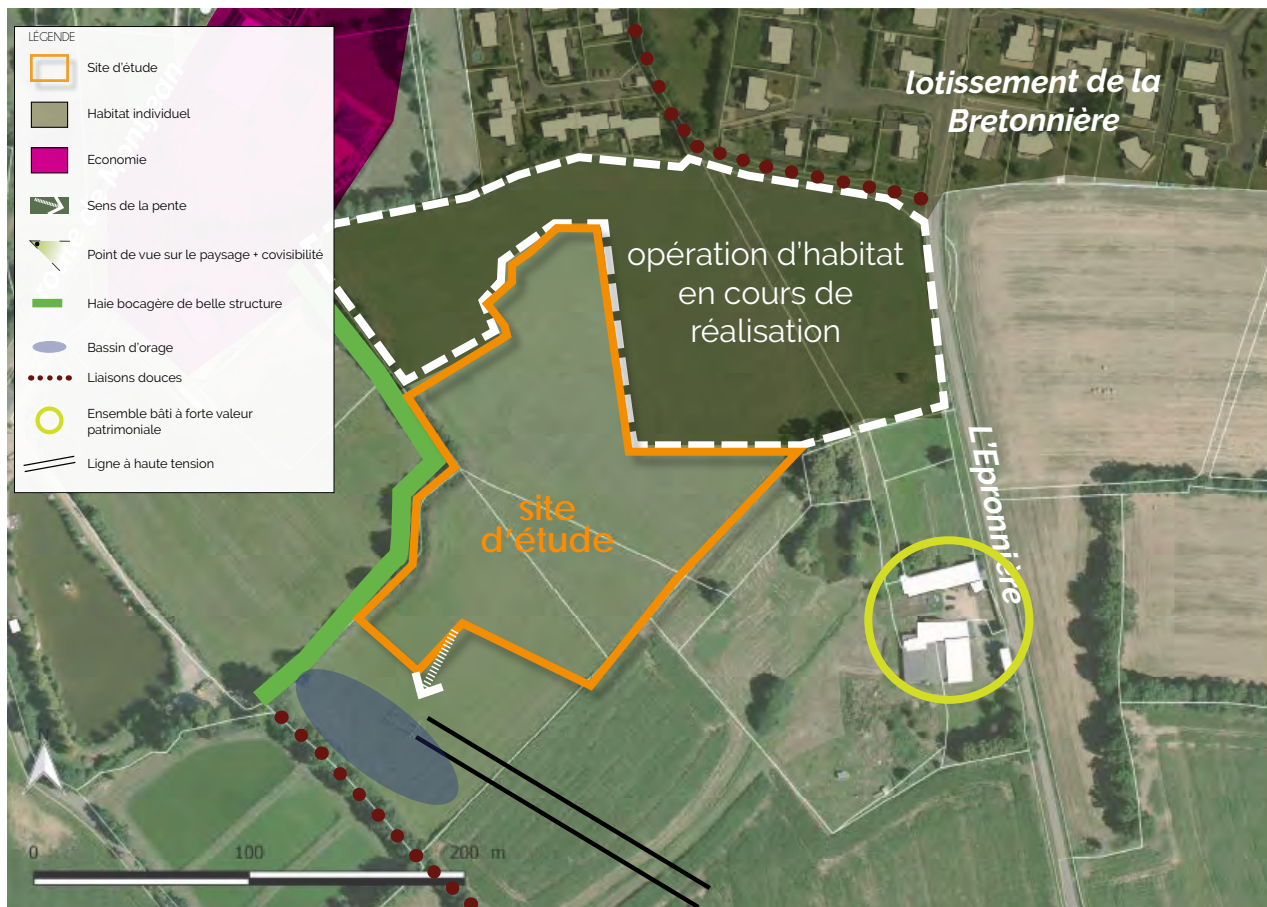 LÉGENDE
Site d'étude
Habitat individuel
Economie
Sens de la pente
Point de vue sur le paysage + covisibilité
Haie bocagère de belle structure
Bassin d'orage
Liaisons douces
Ensemble bâti à forte valeur
patrimoniale
Ligne à haute tension
lotissement de la
Bretonnière
opération d'habitat
en cours de
réalisation
L'Epronnière
site
d'étude
0 100 200 m